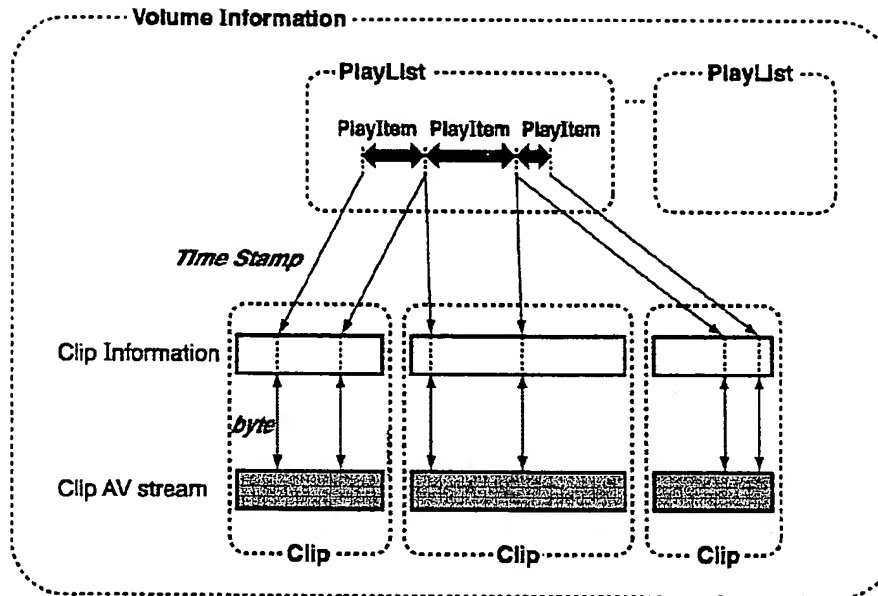 Volume Information
PlayList
PlayList
PlayItem PlayItem PlayItem
Time Stamp
Clip Information
byte
Clip AV stream
Clip
Clip
Clip